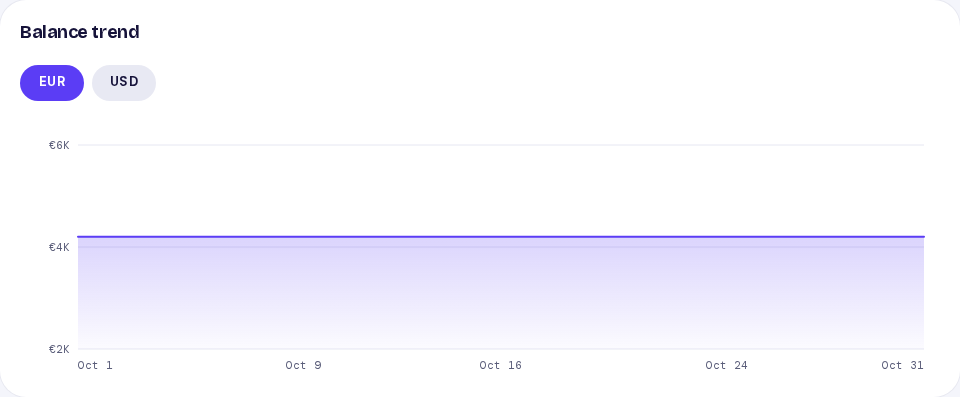 Balance trend
EUR USD
€6K
€4K
€2K
Oct 1 Oct 9 Oct 16 Oct 24 Oct 31